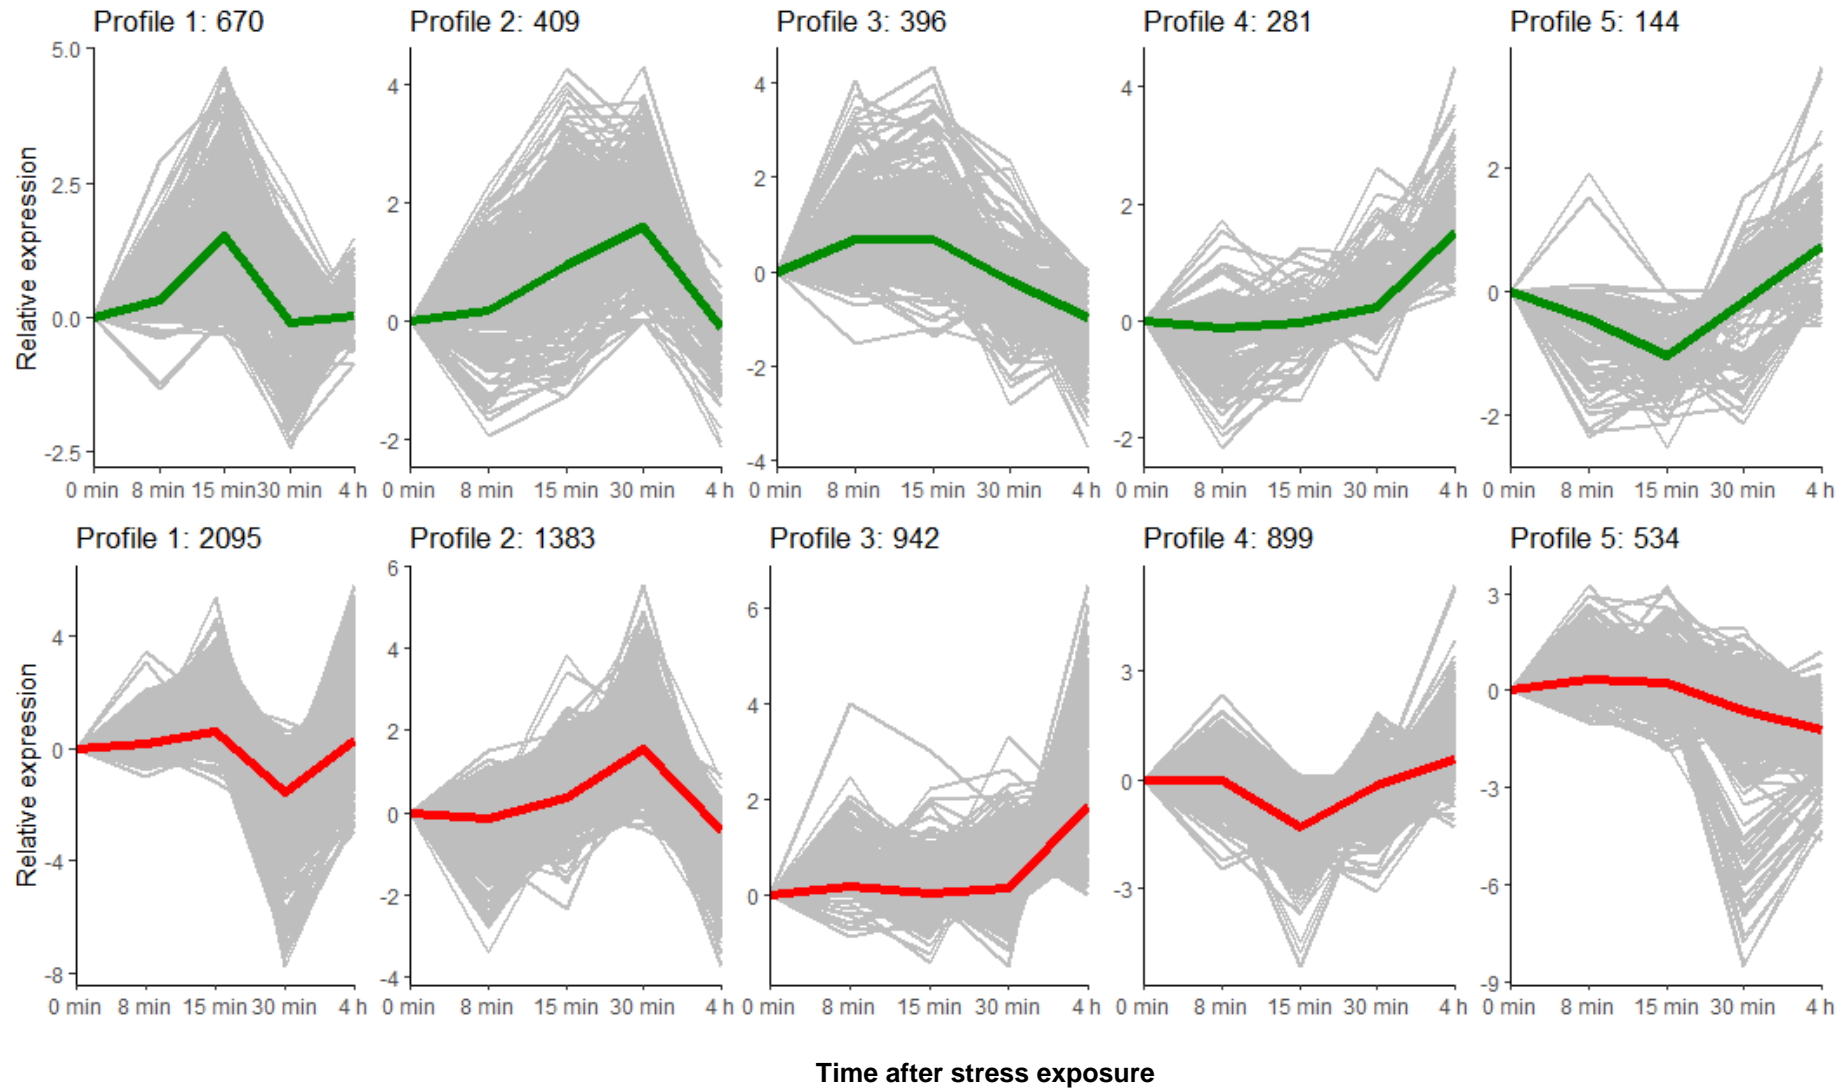 Profile 1: 670
Profile 2: 409
Profile 3: 396
Profile 4: 281
Profile 5: 144
Relative expression
5.0
2.5
0.0
-2.5
4
2
0
-2
4
2
0
-2
-4
4
2
0
-2
2
0
-2
0 min 8 min 15 min 30 min 4 h
0 min 8 min 15 min 30 min 4 h
0 min 8 min 15 min 30 min 4 h
0 min 8 min 15 min 30 min 4 h
0 min 8 min 15 min 30 min 4 h
Profile 1: 2095
Profile 2: 1383
Profile 3: 942
Profile 4: 899
Profile 5: 534
Relative expression
4
0
-4
-8
6
4
2
0
-2
-4
6
4
2
0
3
0
-3
3
0
-3
-6
-9
0 min 8 min 15 min 30 min 4 h
0 min 8 min 15 min 30 min 4 h
0 min 8 min 15 min 30 min 4 h
0 min 8 min 15 min 30 min 4 h
0 min 8 min 15 min 30 min 4 h
Time after stress exposure